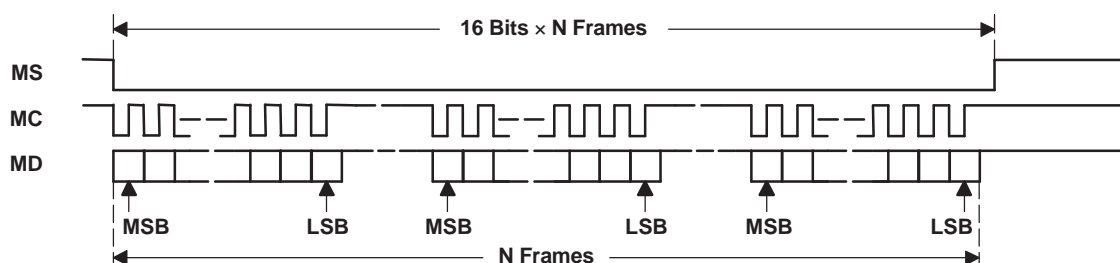 16 Bits × N Frames
MS
MC
MD
MSB LSB MSB LSB MSB LSB
N Frames